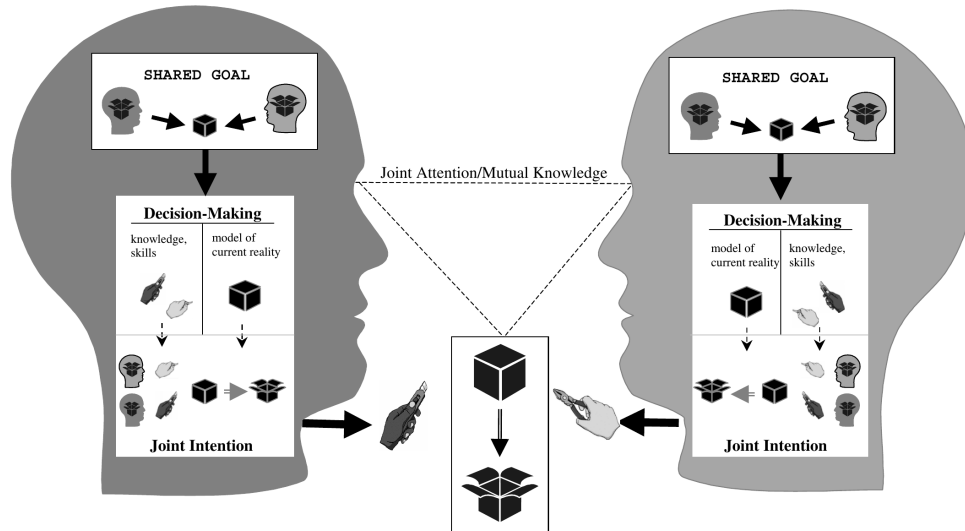 SHARED GOAL
Decision-Making
knowledge,
skills
model of
current reality
Joint Intention
Joint Attention/Mutual Knowledge
SHARED GOAL
Decision-Making
model of
current reality
knowledge,
skills
Joint Intention